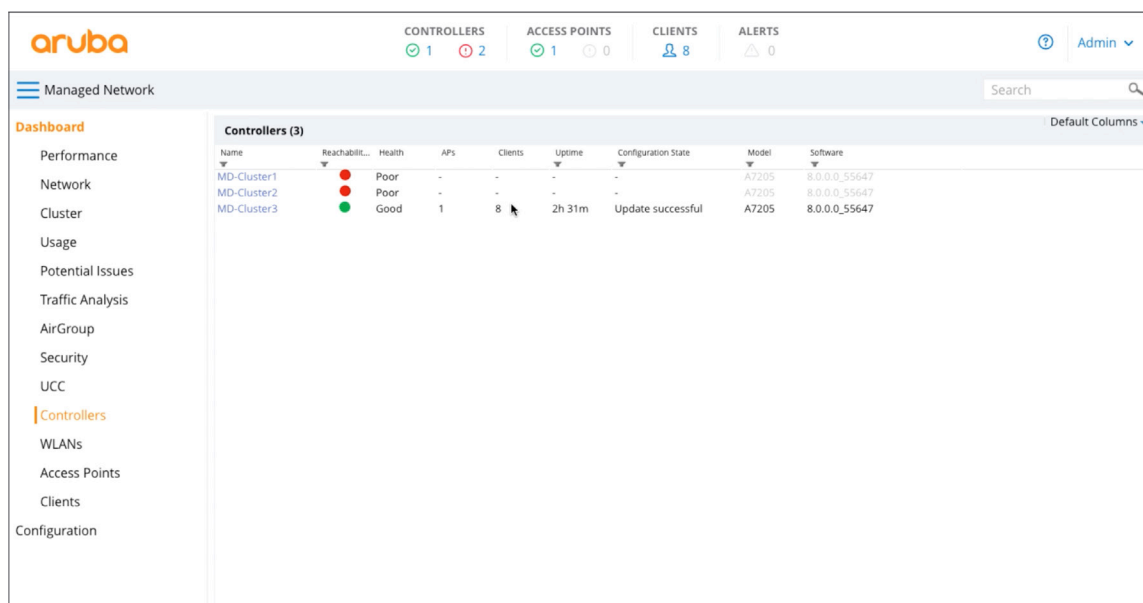 aruba
CONTROLLERS ACCESS POINTS CLIENTS ALERTS
1 2 1 0 8 0
? Admin
Managed Network
Search
Default Columns
Dashboard
Performance
Network
Cluster
Usage
Potential Issues
Traffic Analysis
AirGroup
Security
UCC
Controllers
WLANs
Access Points
Clients
Configuration
Controllers (3)
Name Reachabilit... Health APs Clients Uptime Configuration State Model Software
MD-Cluster1 Poor - - - - A7205 8.0.0.0_55647
MD-Cluster2 Poor - - - - A7205 8.0.0.0_55647
MD-Cluster3 Good 1 8 2h 31m Update successful A7205 8.0.0.0_55647